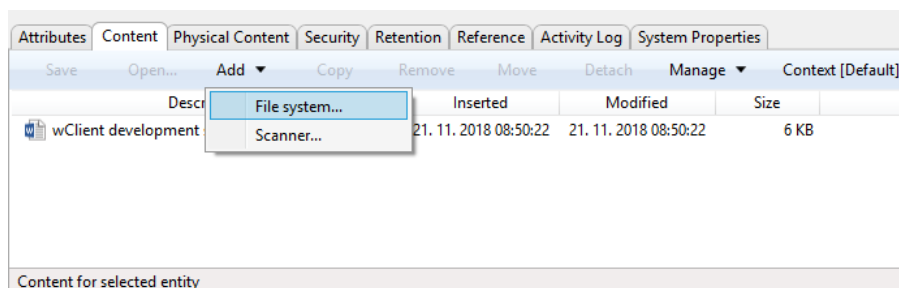 Attributes Content Physical Content Security Retention Reference Activity Log System Properties
Save Open... Add Copy Remove Move Detach Manage Context [Default]
Descr Inserted Modified Size
File system...
wClient development 21. 11. 2018 08:50:22 21. 11. 2018 08:50:22 6 KB
Scanner...
Content for selected entity